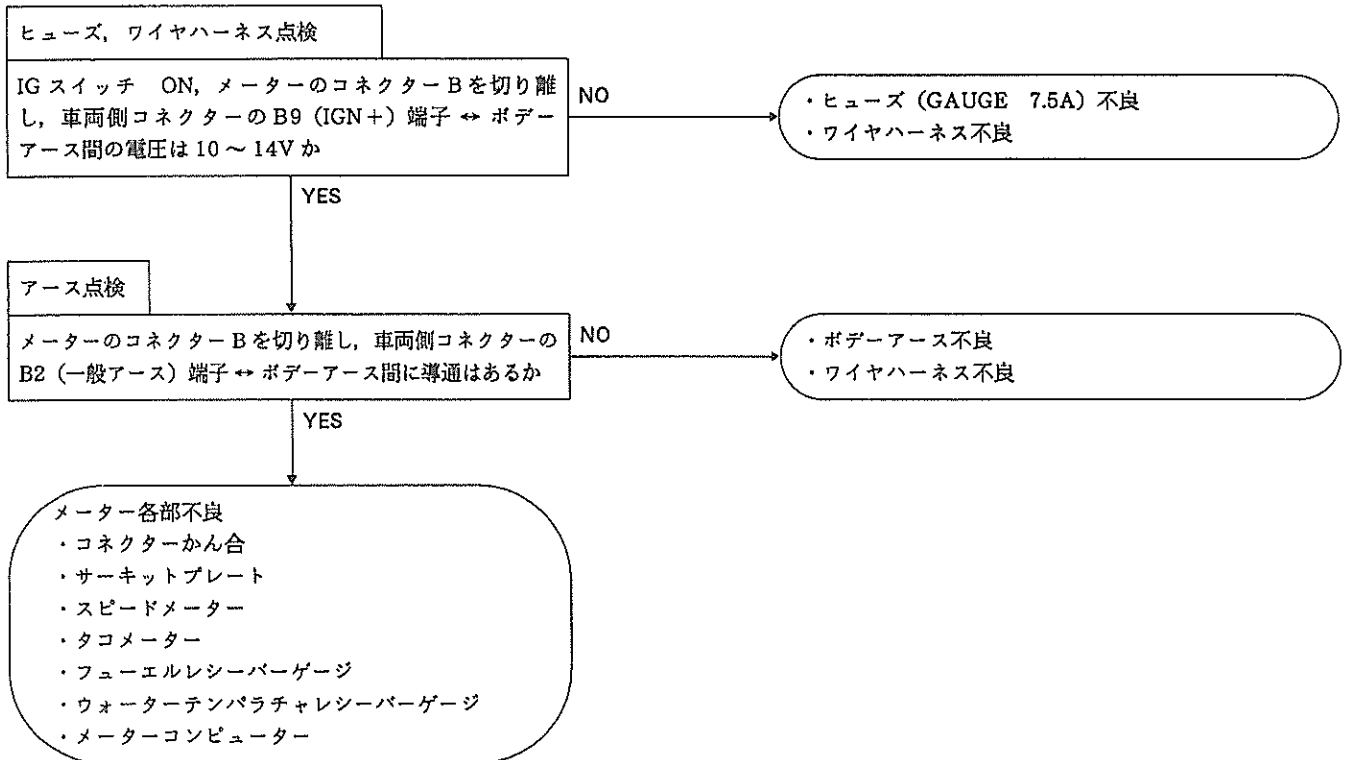 ヒューズ，ワイヤハーネス点検
IG スイッチ　ON，メーターのコネクター B を切り離
し，車両側コネクターの B9（IGN＋）端子 ↔ ボデー
アース間の電圧は 10 ～ 14V か
NO
・ヒューズ（GAUGE　7.5A）不良
・ワイヤハーネス不良
YES
アース点検
メーターのコネクター B を切り離し，車両側コネクターの
B2（一般アース）端子 ↔ ボデーアース間に導通はあるか
NO
・ボデーアース不良
・ワイヤハーネス不良
YES
メーター各部不良
・コネクターかん合
・サーキットプレート
・スピードメーター
・タコメーター
・フューエルレシーバーゲージ
・ウォーターテンパラチャレシーバーゲージ
・メーターコンピューター